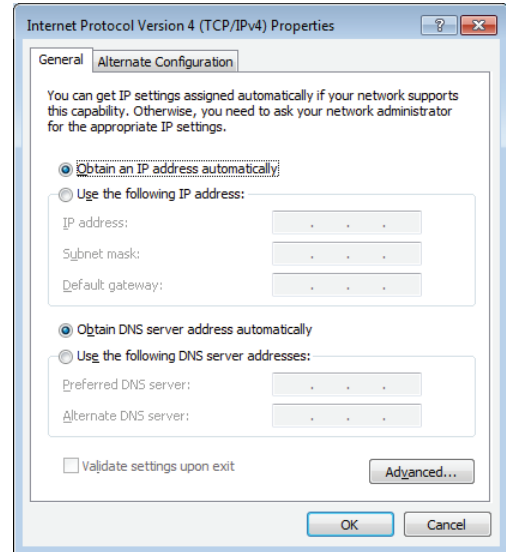 Internet Protocol Version 4 (TCP/IPv4) Properties
General
Alternate Configuration
You can get IP settings assigned automatically if your network supports
this capability. Otherwise, you need to ask your network administrator
for the appropriate IP settings.
Obtain an IP address automatically
Use the following IP address:
IP address:
Subnet mask:
Default gateway:
Obtain DNS server address automatically
Use the following DNS server addresses:
Preferred DNS server:
Alternate DNS server:
Validate settings upon exit
Advanced...
OK
Cancel